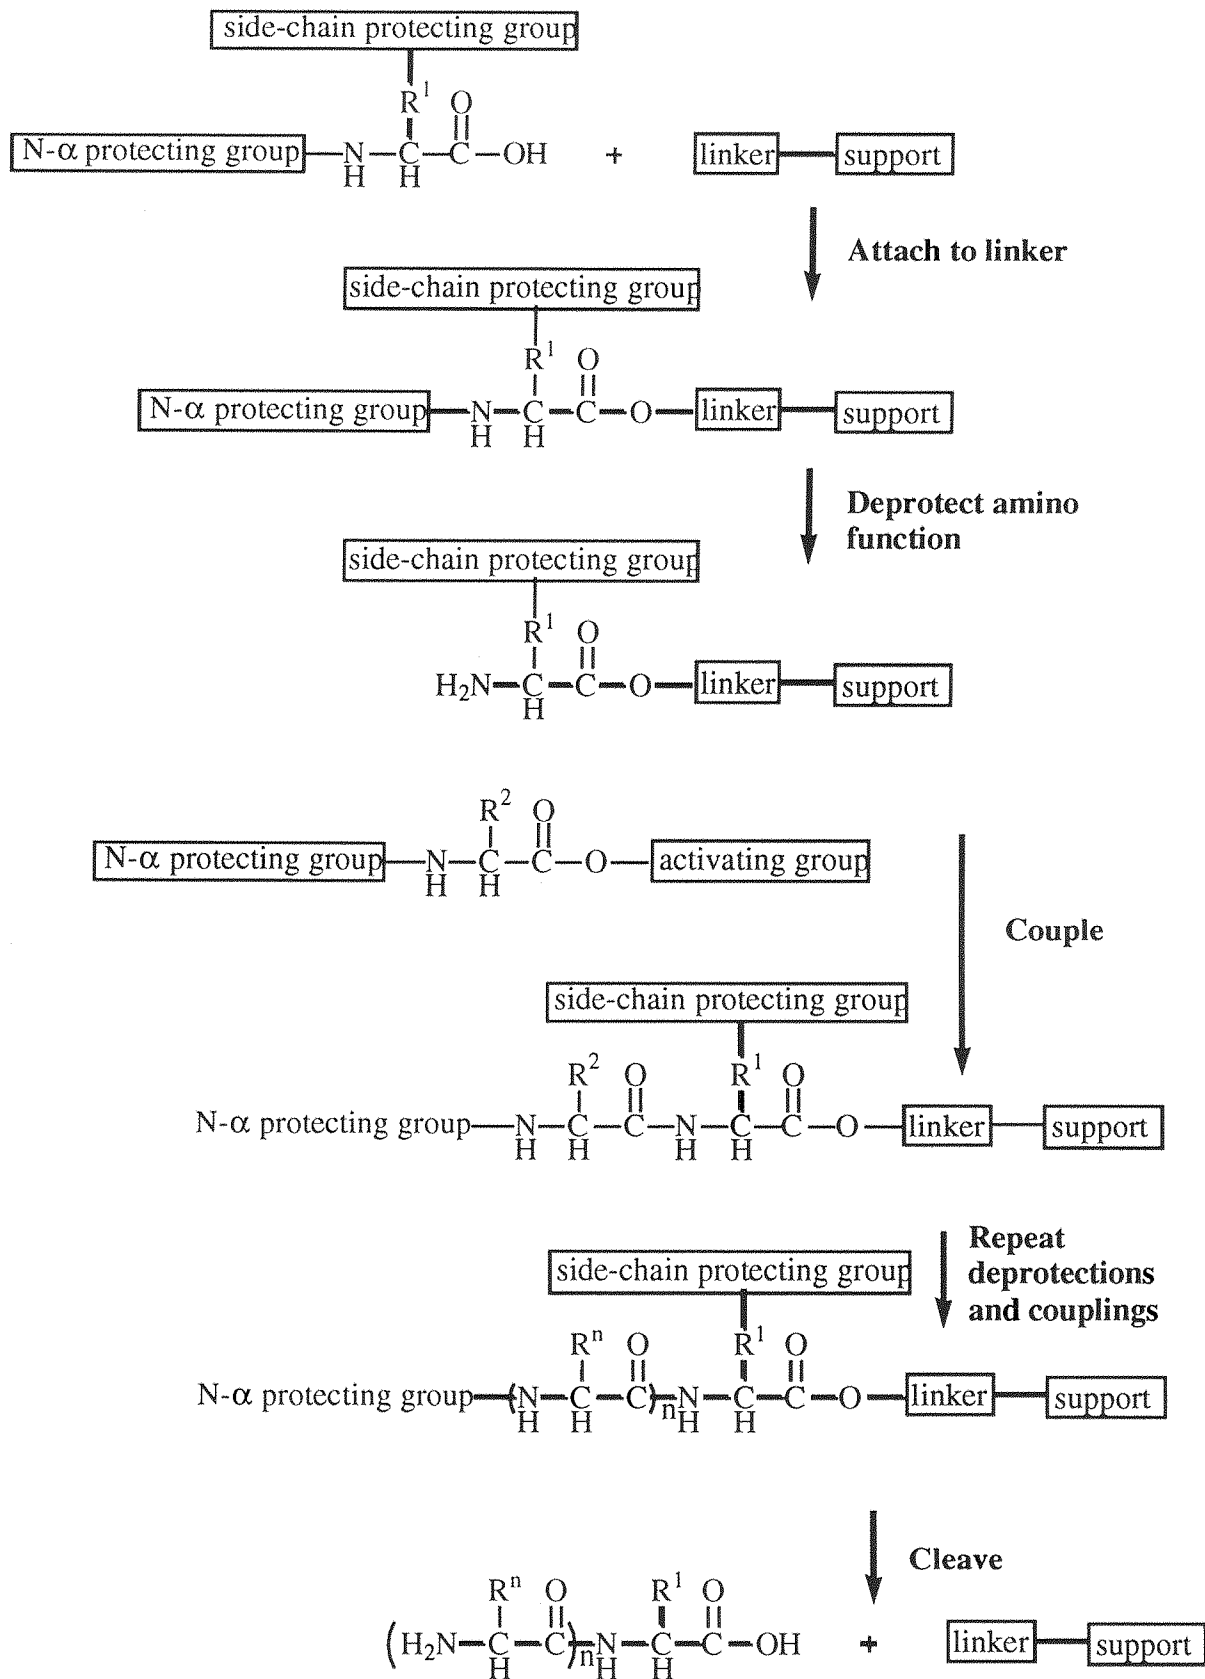 side-chain protecting group
R¹ O
N-α protecting group N C C OH + linker support
H H
Attach to linker
side-chain protecting group
R¹ O
N-α protecting group N C C O linker support
H H
Deprotect amino
function
side-chain protecting group
R¹ O
H₂N C C O linker support
H
R² O
N-α protecting group N C C O activating group
H H
Couple
side-chain protecting group
R² O R¹ O
N-α protecting group N C C N C C O linker support
H H H H
Repeat
deprotections
and couplings
side-chain protecting group
Rⁿ O R¹ O
N-α protecting group (N C C)n N C C O linker support
H H H H
Cleave
Rⁿ O R¹ O
(H₂N C C)n N C C OH + linker support
H H H